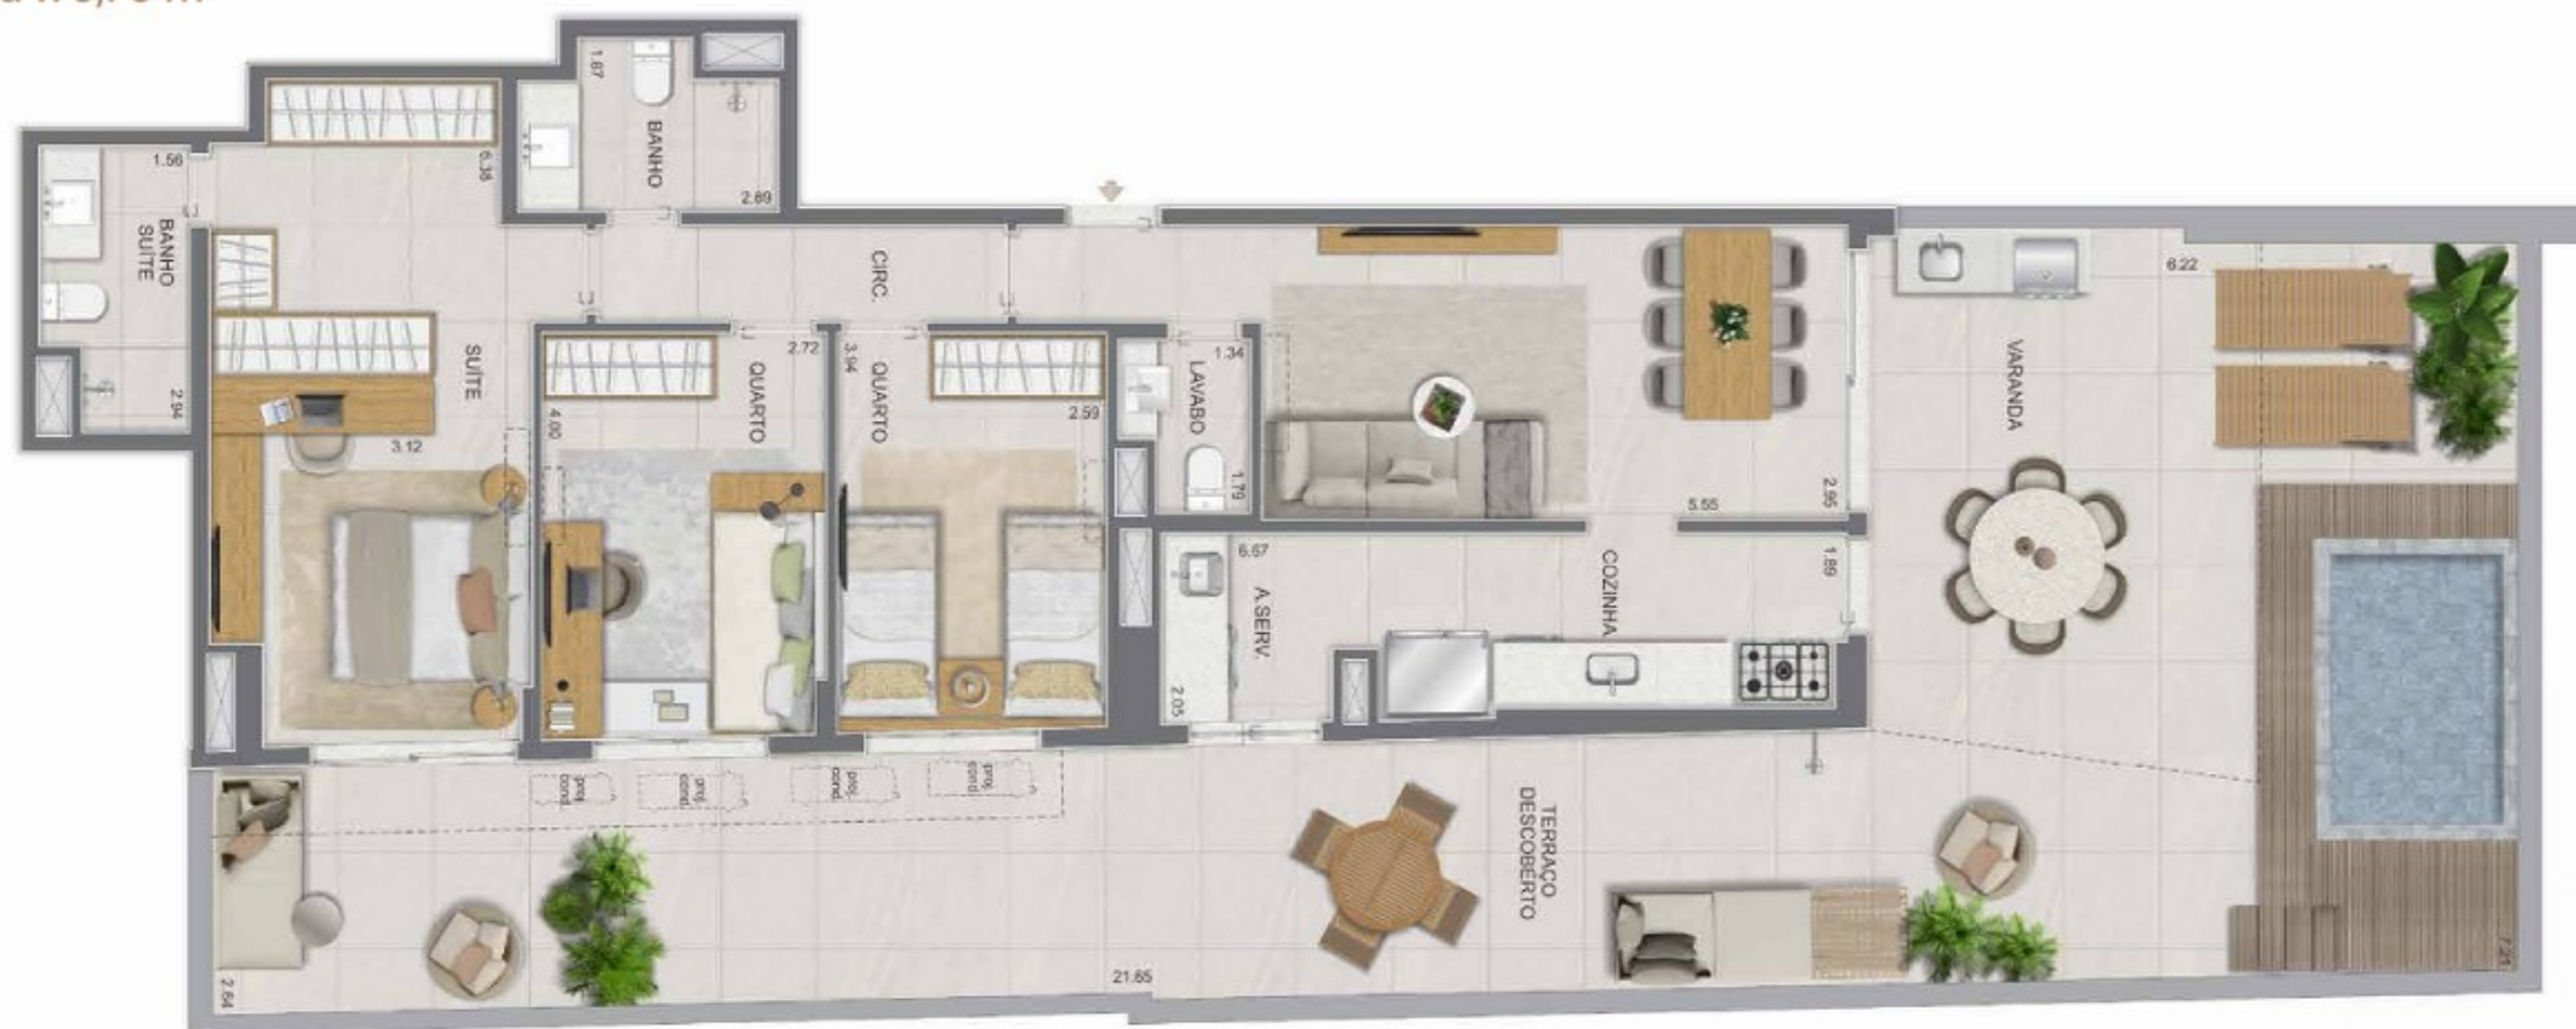 1.87
BANHO
2.69
1.56
6.38
BANHO
SUÍTE
2.94
SUÍTE
3.12
CIRC.
2.72
QUARTO
4.00
3.94
QUARTO
2.59
1.34
LAVABO
1.79
5.55
2.95
6.22
VARANDA
6.67
A.SERV.
2.05
COZINHA
1.89
proj.
cond.
proj.
cond.
proj.
cond.
proj.
cond.
TERRAÇO
DESCOBERTO
2.64
21.65
7.21